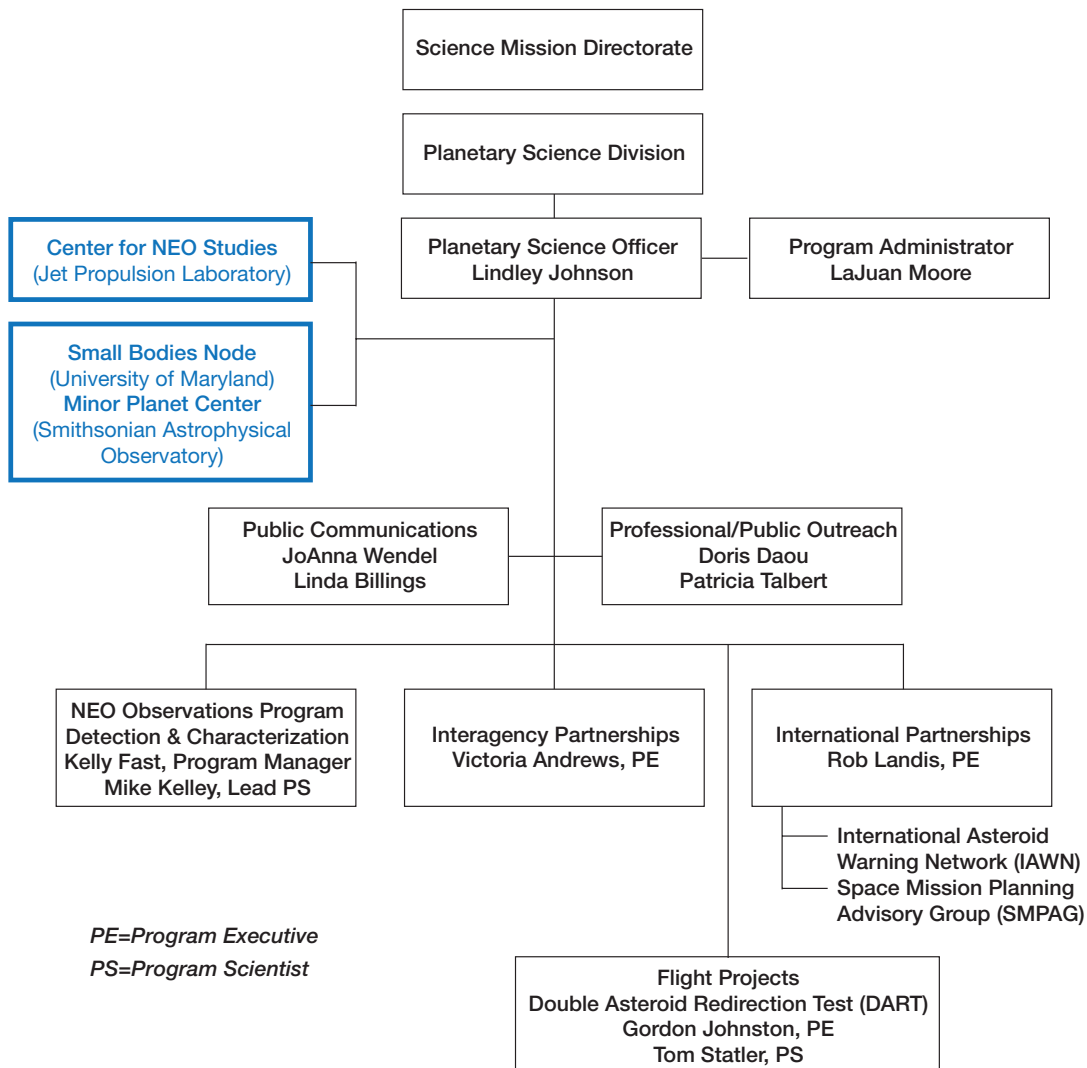 Science Mission Directorate
Planetary Science Division
Center for NEO Studies
(Jet Propulsion Laboratory)
Planetary Science Officer
Lindley Johnson
Program Administrator
LaJuan Moore
Small Bodies Node
(University of Maryland)
Minor Planet Center
(Smithsonian Astrophysical
Observatory)
Public Communications
JoAnna Wendel
Linda Billings
Professional/Public Outreach
Doris Daou
Patricia Talbert
NEO Observations Program
Detection & Characterization
Kelly Fast, Program Manager
Mike Kelley, Lead PS
Interagency Partnerships
Victoria Andrews, PE
International Partnerships
Rob Landis, PE
International Asteroid
Warning Network (IAWN)
Space Mission Planning
Advisory Group (SMPAG)
PE=Program Executive
PS=Program Scientist
Flight Projects
Double Asteroid Redirection Test (DART)
Gordon Johnston, PE
Tom Statler, PS